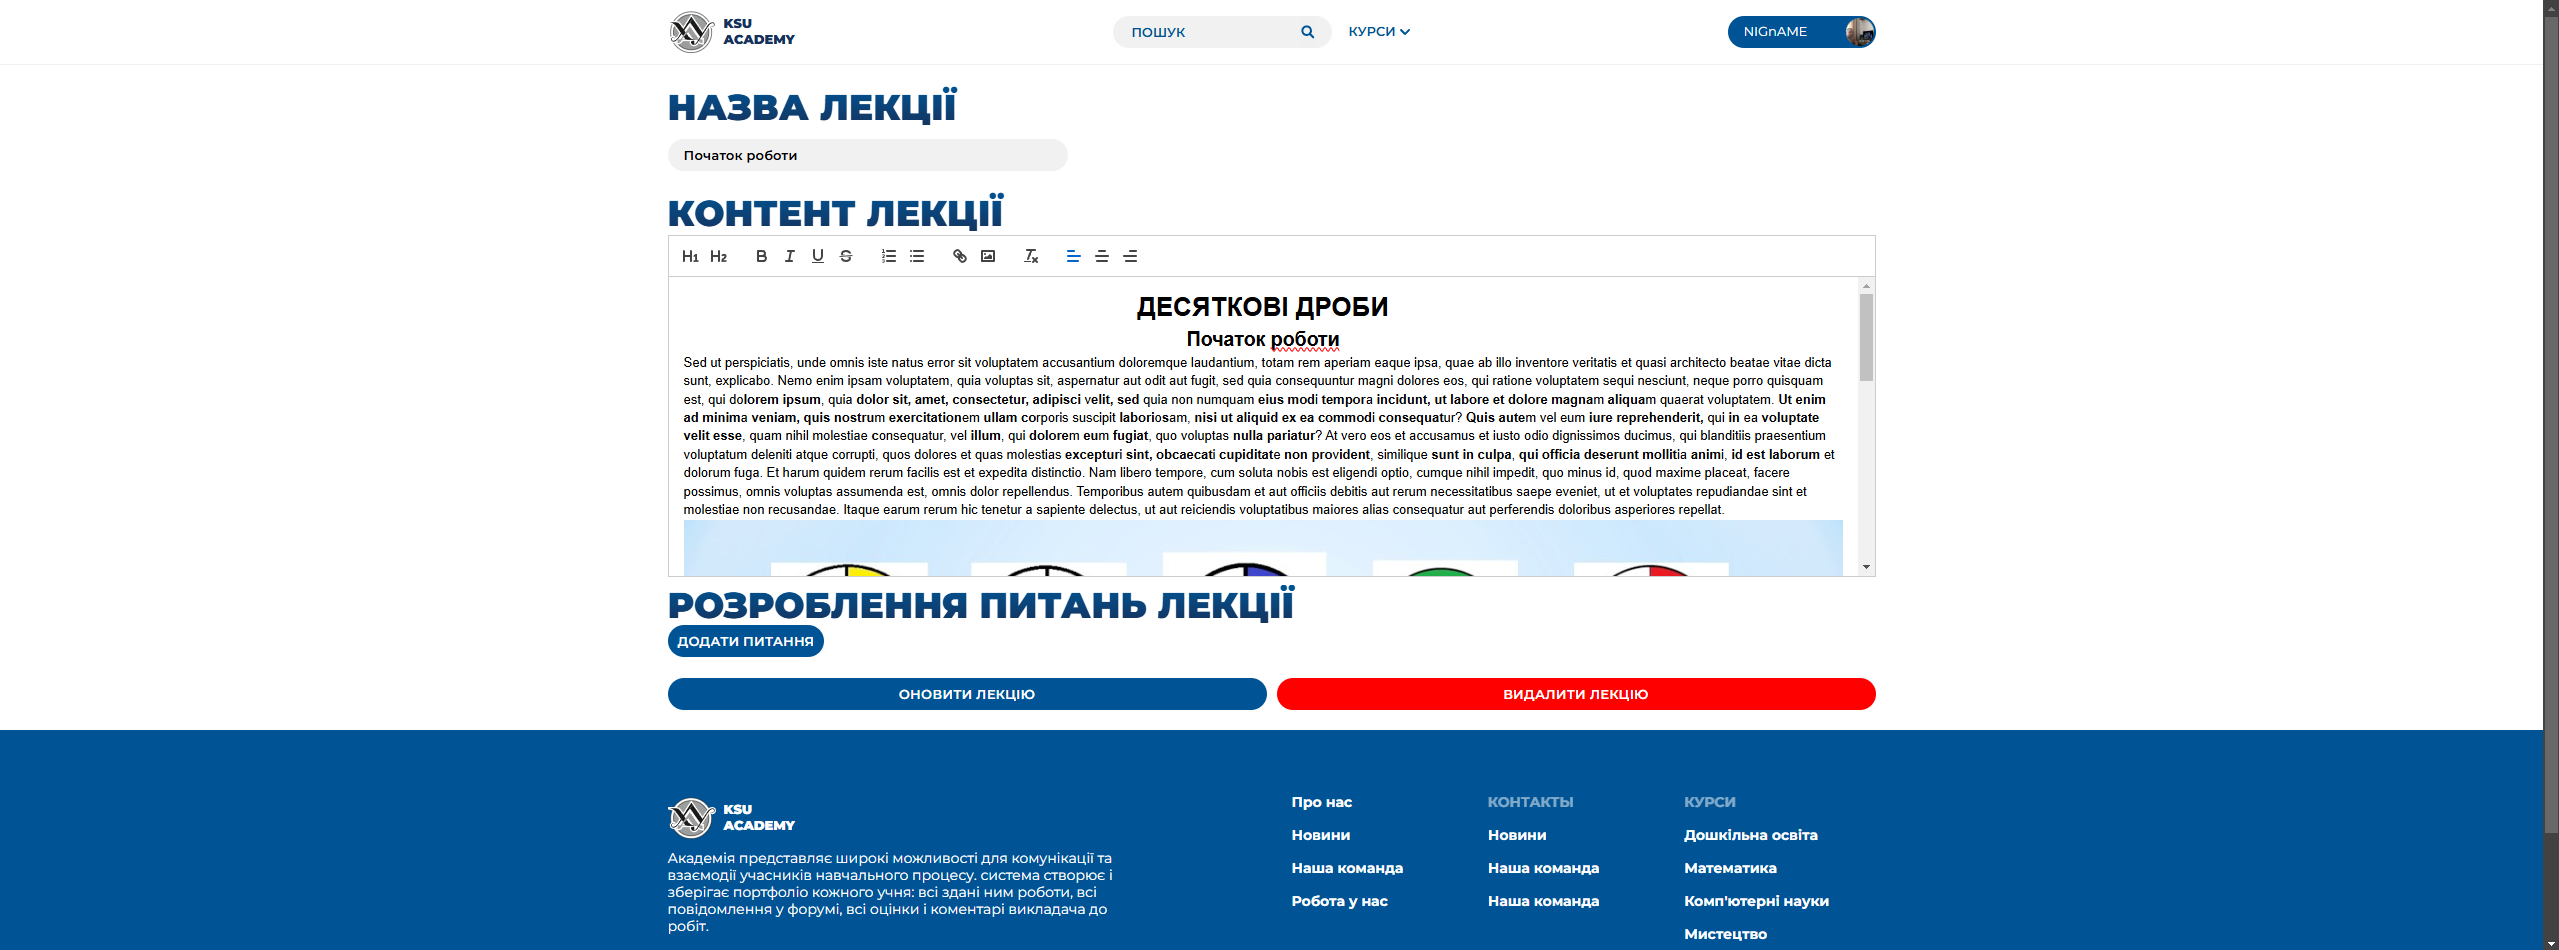 KSU
ACADEMY
ПОШУК
КУРСИ
NIGnAME
НАЗВА ЛЕКЦІЇ
Початок роботи
КОНТЕНТ ЛЕКЦІЇ
H1 H2 B I U S
ДЕСЯТКОВІ ДРОБИ
Початок роботи
Sed ut perspiciatis, unde omnis iste natus error sit voluptatem accusantium doloremque laudantium, totam rem aperiam eaque ipsa, quae ab illo inventore veritatis et quasi architecto beatae vitae dicta
sunt, explicabo. Nemo enim ipsam voluptatem, quia voluptas sit, aspernatur aut odit aut fugit, sed quia consequuntur magni dolores eos, qui ratione voluptatem sequi nesciunt, neque porro quisquam
est, qui dolorem ipsum, quia dolor sit, amet, consectetur, adipisci velit, sed quia non numquam eius modi tempora incidunt, ut labore et dolore magnam aliquam quaerat voluptatem. Ut enim
ad minima veniam, quis nostrum exercitationem ullam corporis suscipit laboriosam, nisi ut aliquid ex ea commodi consequatur? Quis autem vel eum iure reprehenderit, qui in ea voluptate
velit esse, quam nihil molestiae consequatur, vel illum, qui dolorem eum fugiat, quo voluptas nulla pariatur? At vero eos et accusamus et iusto odio dignissimos ducimus, qui blanditiis praesentium
voluptatum deleniti atque corrupti, quos dolores et quas molestias excepturi sint, obcaecati cupiditate non provident, similique sunt in culpa, qui officia deserunt mollitia animi, id est laborum et
dolorum fuga. Et harum quidem rerum facilis est et expedita distinctio. Nam libero tempore, cum soluta nobis est eligendi optio, cumque nihil impedit, quo minus id, quod maxime placeat, facere
possimus, omnis voluptas assumenda est, omnis dolor repellendus. Temporibus autem quibusdam et aut officiis debitis aut rerum necessitatibus saepe eveniet, ut et voluptates repudiandae sint et
molestiae non recusandae. Itaque earum rerum hic tenetur a sapiente delectus, ut aut reiciendis voluptatibus maiores alias consequatur aut perferendis doloribus asperiores repellat.
РОЗРОБЛЕННЯ ПИТАНЬ ЛЕКЦІЇ
ДОДАТИ ПИТАННЯ
ОНОВИТИ ЛЕКЦІЮ
ВИДАЛИТИ ЛЕКЦІЮ
KSU
ACADEMY
Академія представляє широкі можливості для комунікації та
взаємодії учасників навчального процесу. система створює і
зберігає портфоліо кожного учня: всі здані ним роботи, всі
повідомлення у форумі, всі оцінки і коментарі викладача до
робіт.
Про нас
Новини
Наша команда
Робота у нас
КОНТАКТЫ
Новини
Наша команда
Наша команда
КУРСИ
Дошкільна освіта
Математика
Комп'ютерні науки
Мистецтво